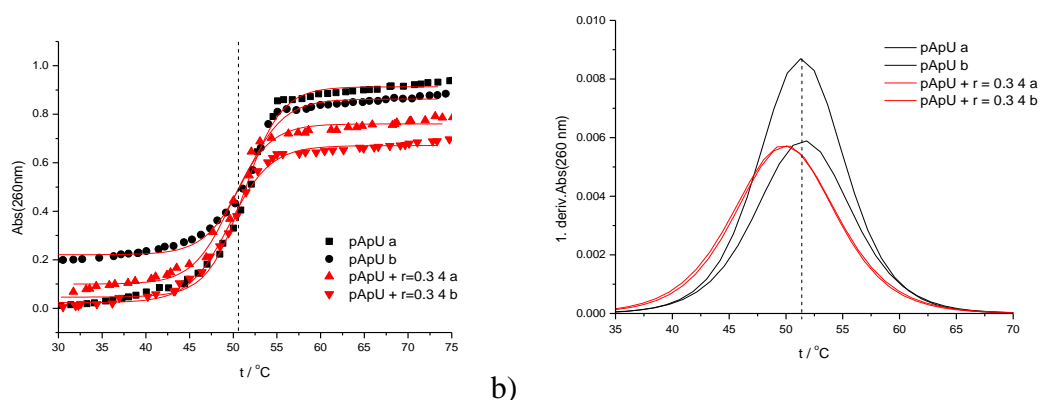 1.0
0.8
0.6
0.4
0.2
0.0
Abs(260nm)
30 35 40 45 50 55 60 65 70 75
t / °C
pApU a
pApU b
pApU + r=0.3 4 a
pApU + r=0.3 4 b
b)
0.010
0.008
0.006
0.004
0.002
0.000
1. deriv.Abs(260 nm)
35 40 45 50 55 60 65 70
t / °C
pApU a
pApU b
pApU + r = 0.3 4 a
pApU + r = 0.3 4 b